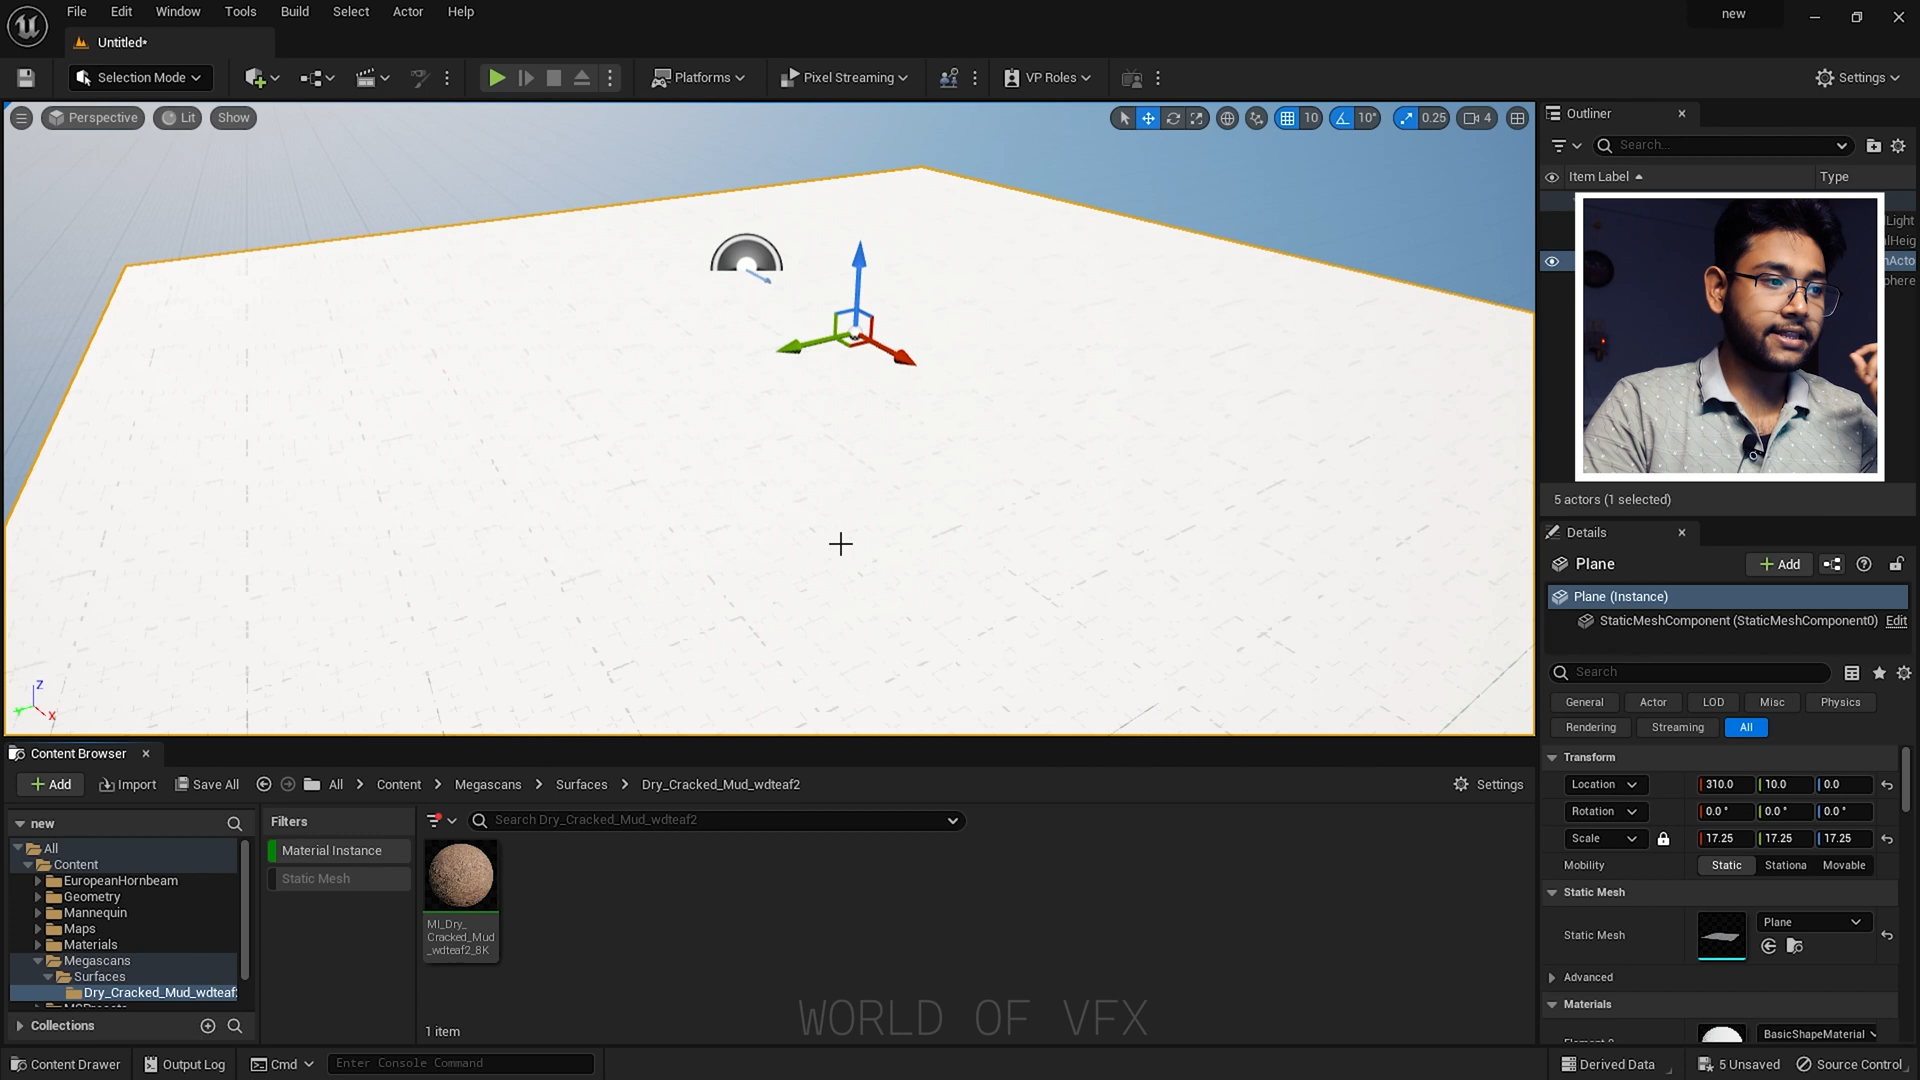 File Edit Window Tools Build Select Actor Help
new
Untitled*
Selection Mode
Platforms
Pixel Streaming
VP Roles
Settings
Perspective
Lit
Show
10
10°
0.25
4
Outliner
Search...
Item Label
Type
Light
lHeig
Acto
phere
5 actors (1 selected)
Details
Plane
Add
Plane (Instance)
StaticMeshComponent (StaticMeshComponent0) Edit
Search
General Actor LOD Misc Physics
Rendering Streaming All
Transform
Location 310.0 10.0 0.0
Rotation 0.0 ° 0.0 ° 0.0 °
Scale 17.25 17.25 17.25
Mobility Static Stationa Movable
Static Mesh
Static Mesh Plane
Advanced
Materials
BasicShapeMaterial
Z
X
Content Browser
Add Import Save All All Content Megascans Surfaces Dry_Cracked_Mud_wdteaf2 Settings
new
All
Content
EuropeanHornbeam
Geometry
Mannequin
Maps
Materials
Megascans
Surfaces
Dry_Cracked_Mud_wdteaf
Collections
Filters
Material Instance
Static Mesh
Search Dry_Cracked_Mud_wdteaf2
MI_Dry_
Cracked_Mud
_wdteaf2_8K
1 item
WORLD OF VFX
Content Drawer Output Log Cmd Enter Console Command
Derived Data 5 Unsaved Source Control